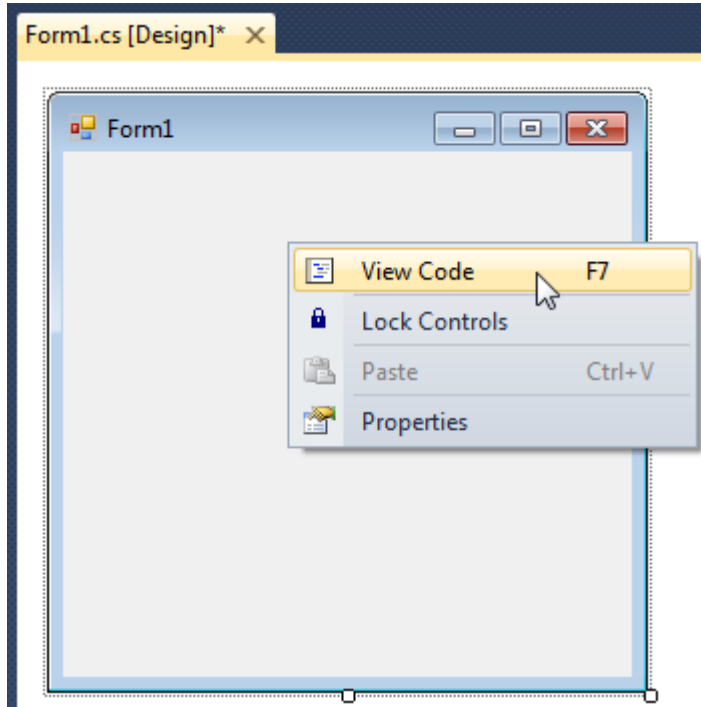 Form1.cs [Design]*
Form1
View Code F7
Lock Controls
Paste Ctrl+V
Properties